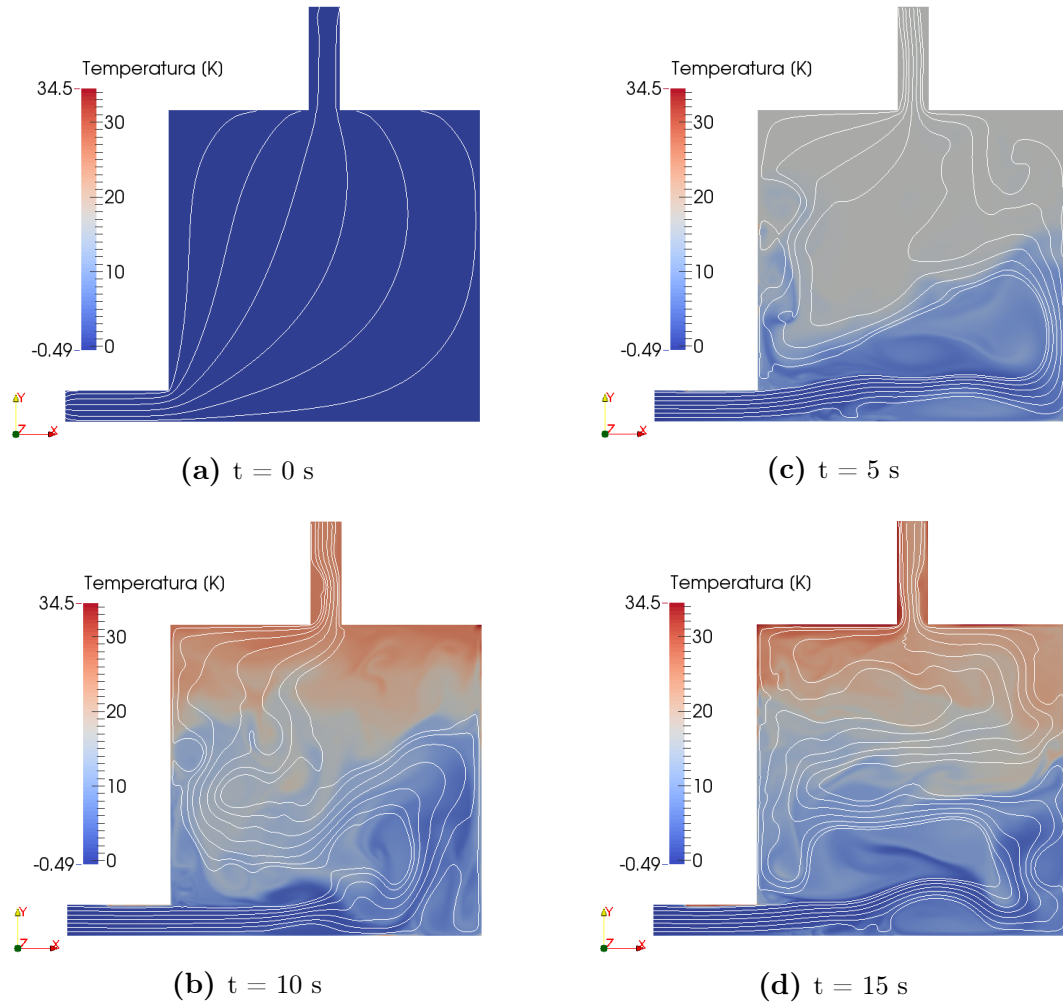 Temperatura (K)
34.5
30
20
10
0
-0.49
Y
Z
X
(a) t = 0 s
Temperatura (K)
34.5
30
20
10
0
-0.49
Y
Z
X
(c) t = 5 s
Temperatura (K)
34.5
30
20
10
0
-0.49
Y
Z
X
(b) t = 10 s
Temperatura (K)
34.5
30
20
10
0
-0.49
Y
Z
X
(d) t = 15 s